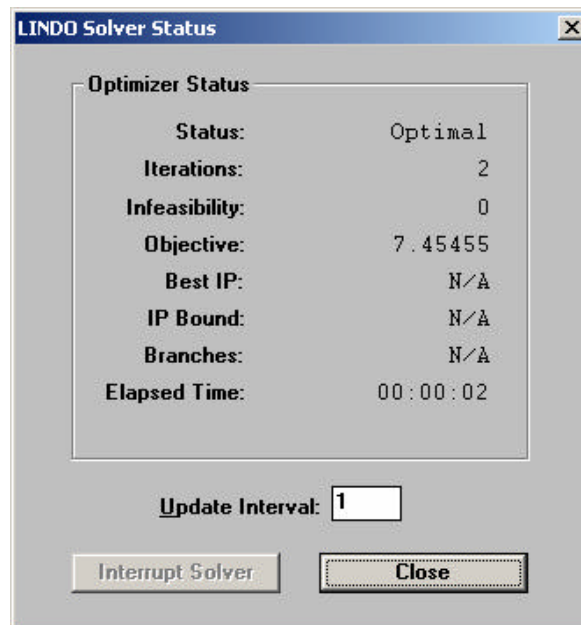 LINDO Solver Status
Optimizer Status
Status: Optimal
Iterations: 2
Infeasibility: 0
Objective: 7.45455
Best IP: N/A
IP Bound: N/A
Branches: N/A
Elapsed Time: 00:00:02
Update Interval: 1
Interrupt Solver Close